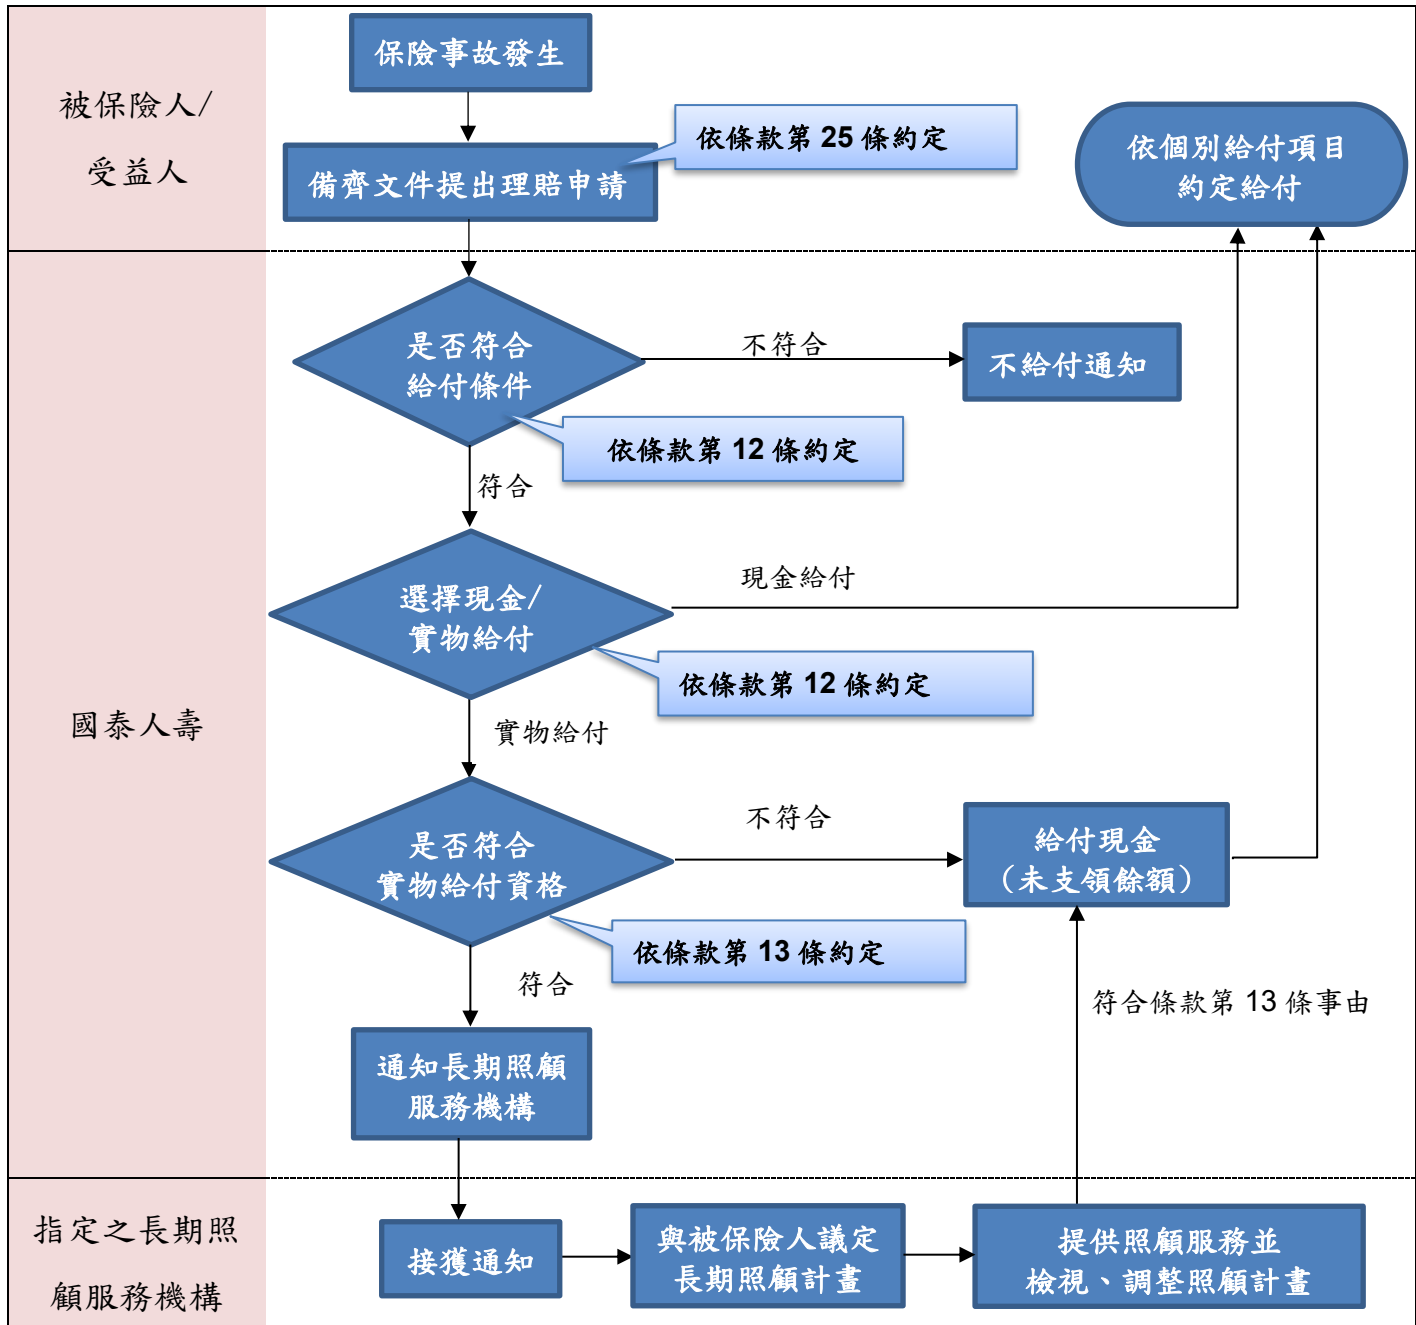 被保險人/
受益人
保險事故發生
依條款第 25 條約定
備齊文件提出理賠申請
依個別給付項目
約定給付
國泰人壽
是否符合
給付條件
不符合
不給付通知
依條款第 12 條約定
符合
選擇現金/
實物給付
現金給付
依條款第 12 條約定
實物給付
是否符合
實物給付資格
不符合
給付現金
（未支領餘額）
依條款第 13 條約定
符合
符合條款第 13 條事由
通知長期照顧
服務機構
指定之長期照
顧服務機構
接獲通知
與被保險人議定
長期照顧計畫
提供照顧服務並
檢視、調整照顧計畫